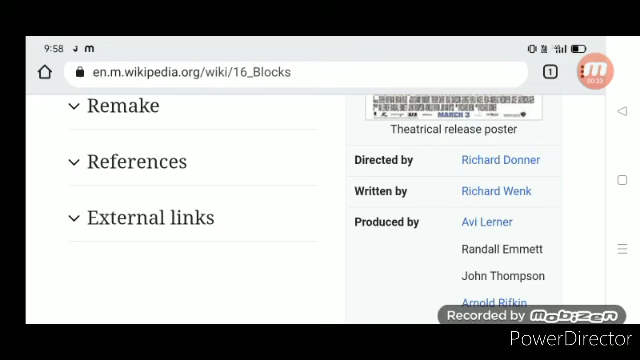 9:58
en.m.wikipedia.org/wiki/16_Blocks
1
00:32
Remake
References
External links
MARCH 3
Theatrical release poster
Directed by Richard Donner
Written by Richard Wenk
Produced by Avi Lerner
Randall Emmett
John Thompson
Arnold Rifkin
Recorded by mobizen
PowerDirector